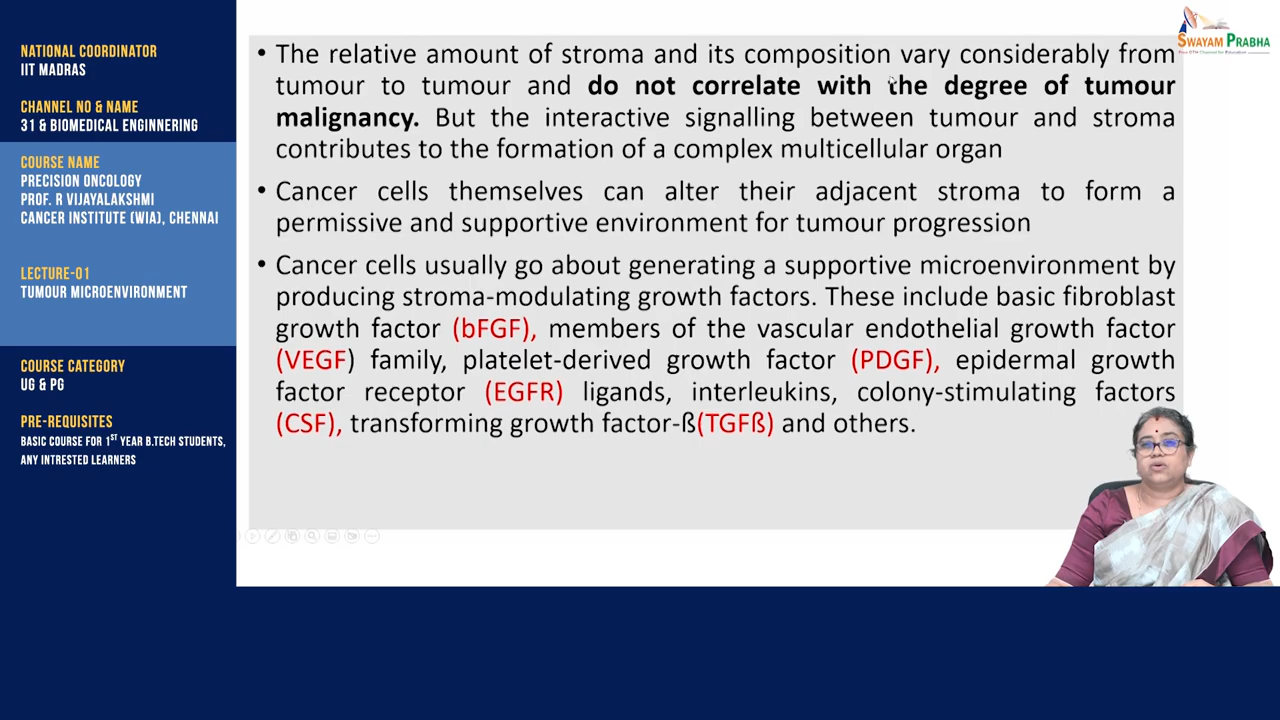 NATIONAL COORDINATOR
IIT MADRAS
CHANNEL NO & NAME
31 & BIOMEDICAL ENGINNERING
COURSE NAME
PRECISION ONCOLOGY
PROF. R VIJAYALAKSHMI
CANCER INSTITUTE (WIA), CHENNAI
LECTURE-01
TUMOUR MICROENVIRONMENT
COURSE CATEGORY
UG & PG
PRE-REQUISITES
BASIC COURSE FOR 1ST YEAR B.TECH STUDENTS,
ANY INTRESTED LEARNERS
SWAYAM PRABHA
• The relative amount of stroma and its composition vary considerably from
tumour to tumour and do not correlate with the degree of tumour
malignancy. But the interactive signalling between tumour and stroma
contributes to the formation of a complex multicellular organ
• Cancer cells themselves can alter their adjacent stroma to form a
permissive and supportive environment for tumour progression
• Cancer cells usually go about generating a supportive microenvironment by
producing stroma-modulating growth factors. These include basic fibroblast
growth factor (bFGF), members of the vascular endothelial growth factor
(VEGF) family, platelet-derived growth factor (PDGF), epidermal growth
factor receptor (EGFR) ligands, interleukins, colony-stimulating factors
(CSF), transforming growth factor-ß(TGFß) and others.